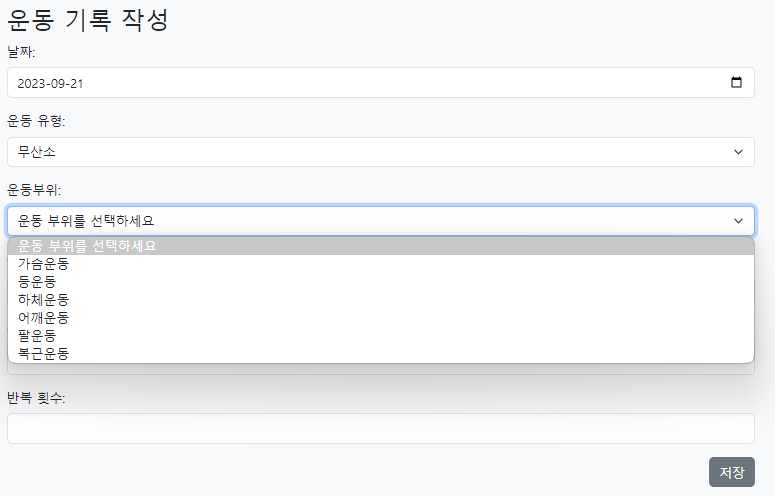 운동 기록 작성
날짜:
2023-09-21
운동 유형:
무산소
운동부위:
운동 부위를 선택하세요
운동 부위를 선택하세요
가슴운동
등운동
하체운동
어깨운동
팔운동
복근운동
반복 횟수:
저장